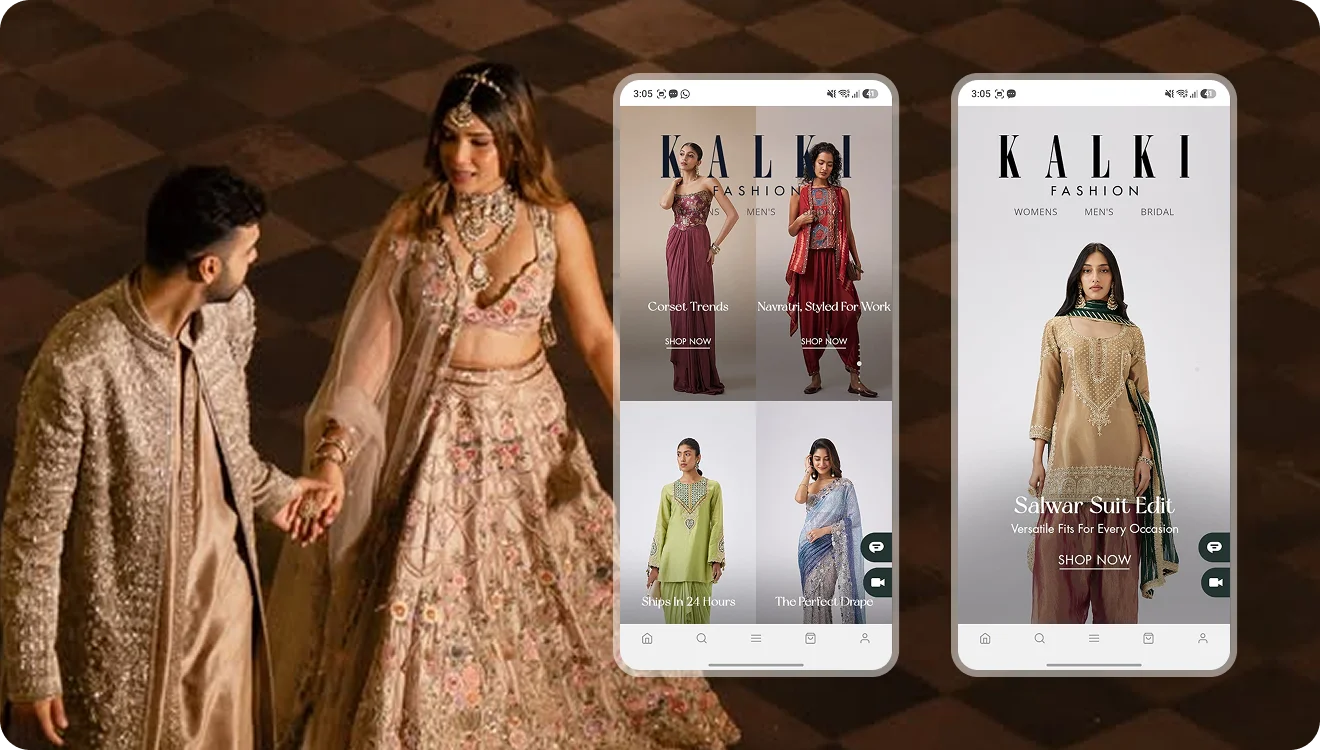 3:05
41
KALKI
FASHION
MEN'S
Corset Trends
SHOP NOW
Navratri, Styled For Work
SHOP NOW
Ships In 24 Hours
The Perfect Drape
3:05
41
KALKI
FASHION
WOMENS MEN'S BRIDAL
Salwar Suit Edit
Versatile Fits For Every Occasion
SHOP NOW